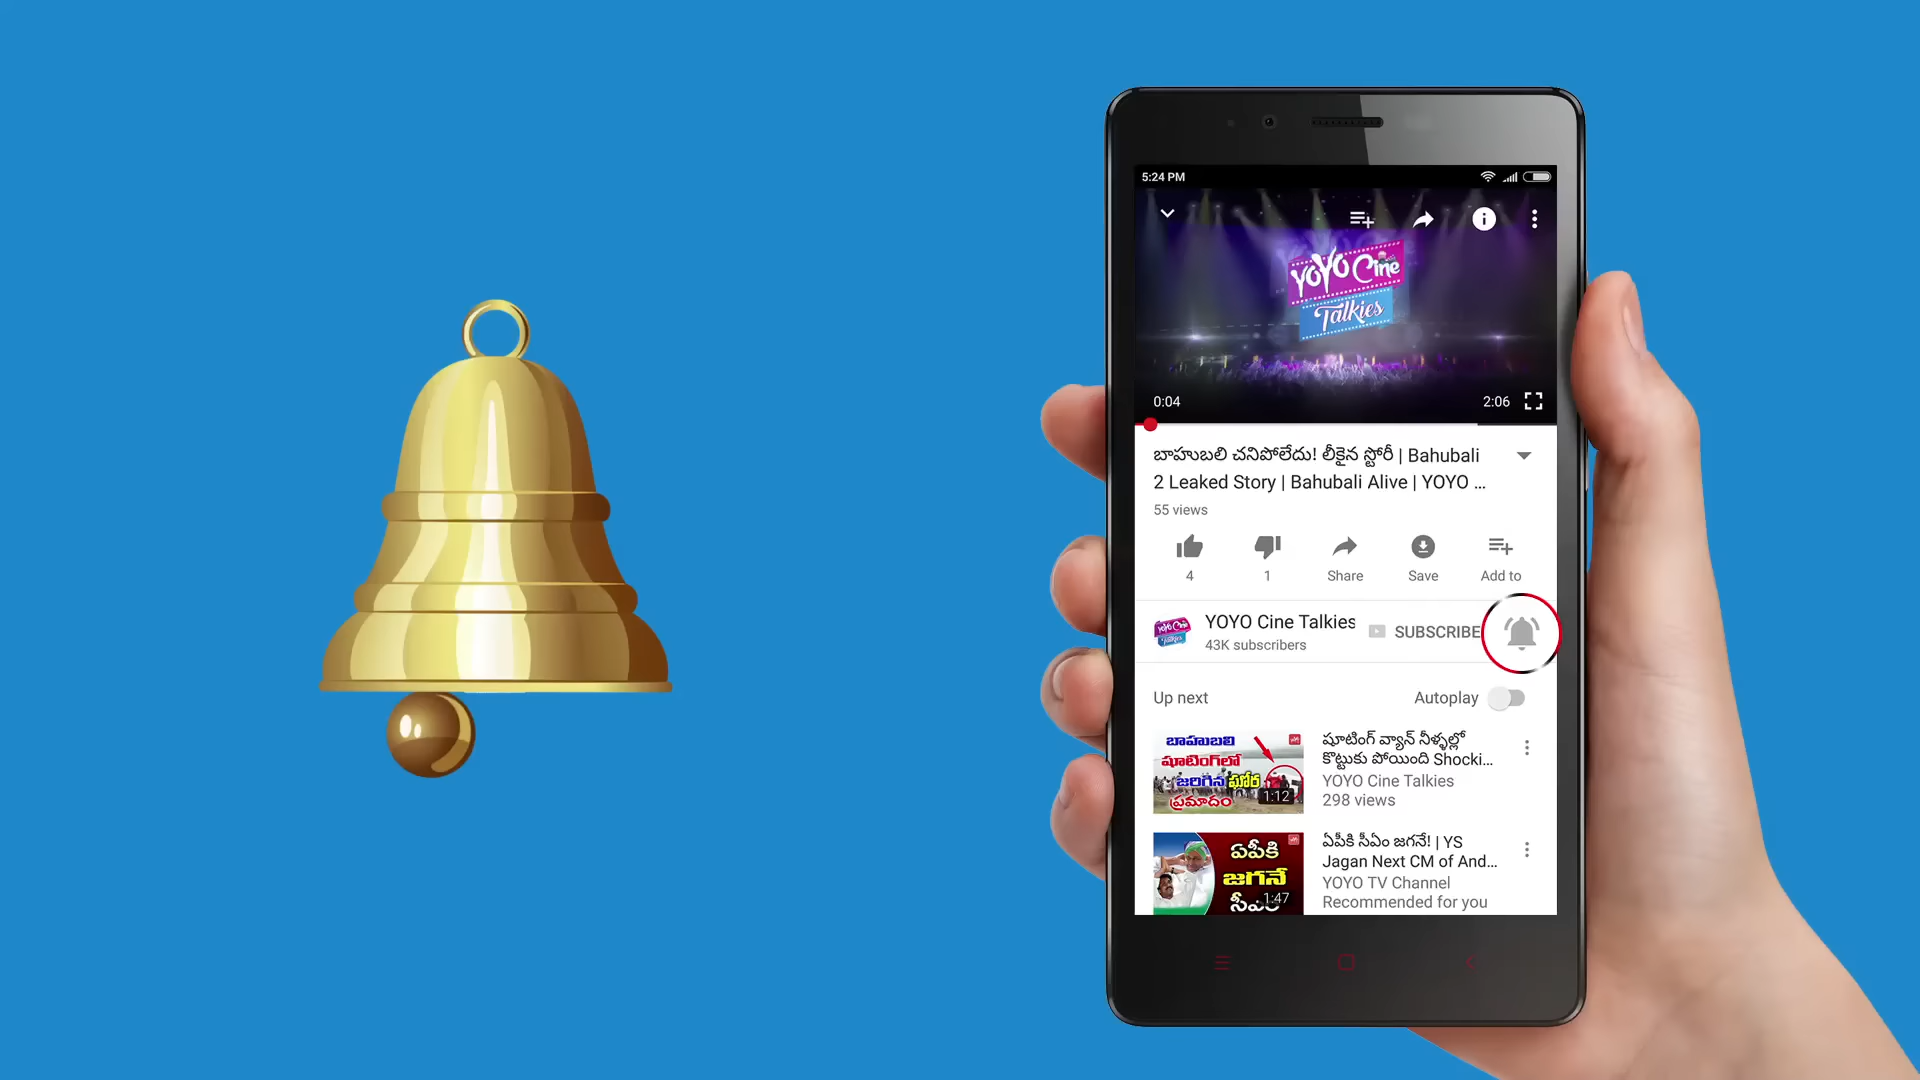 5:24 PM
YOYO Cine
Talkies
0:04
2:06
బాహుబలి చనిపోలేదు! లీకైన స్టోరీ | Bahubali
2 Leaked Story | Bahubali Alive | YOYO ...
55 views
4
1
Share
Save
Add to
YOYO Cine
Talkies
YOYO Cine Talkies
43K subscribers
SUBSCRIBE
Up next
Autoplay
బాహుబలి
షూటింగ్‌లో
జరిగిన ఘోర
ప్రమాదం
1:12
షూటింగ్ వ్యాన్ నీళ్ళల్లో
కొట్టుకు పోయింది Shocki...
YOYO Cine Talkies
298 views
ఏపీకి
జగనే
1:47
ఏపీకి సీఎం జగనే! | YS
Jagan Next CM of And...
YOYO TV Channel
Recommended for you